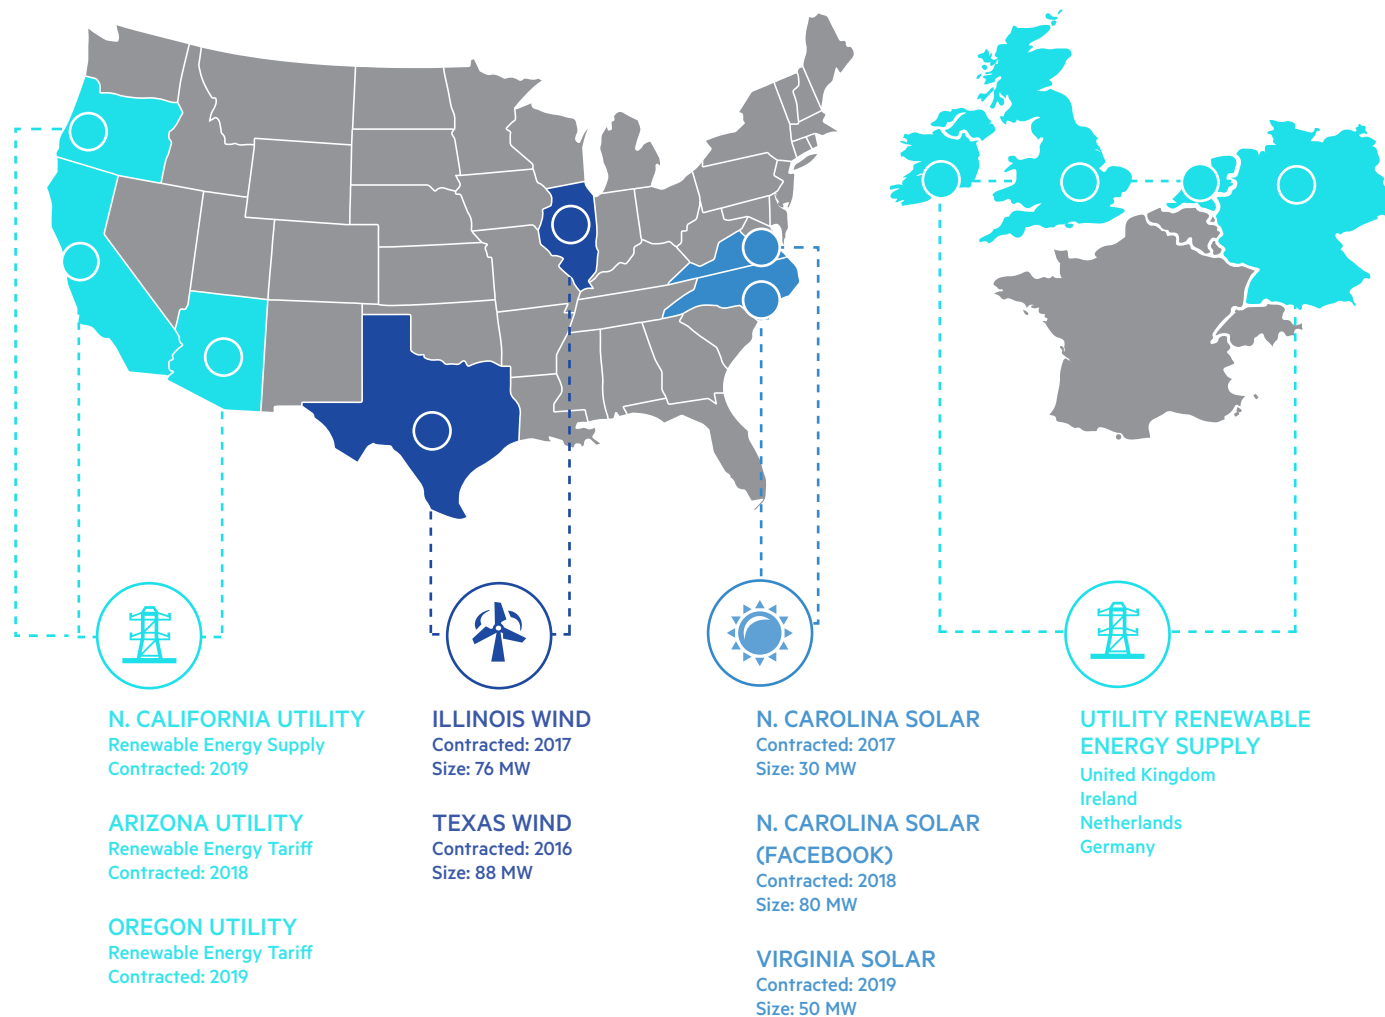 N. CALIFORNIA UTILITY
Renewable Energy Supply
Contracted: 2019
ARIZONA UTILITY
Renewable Energy Tariff
Contracted: 2018
OREGON UTILITY
Renewable Energy Tariff
Contracted: 2019
ILLINOIS WIND
Contracted: 2017
Size: 76 MW
TEXAS WIND
Contracted: 2016
Size: 88 MW
N. CAROLINA SOLAR
Contracted: 2017
Size: 30 MW
N. CAROLINA SOLAR
(FACEBOOK)
Contracted: 2018
Size: 80 MW
VIRGINIA SOLAR
Contracted: 2019
Size: 50 MW
UTILITY RENEWABLE
ENERGY SUPPLY
United Kingdom
Ireland
Netherlands
Germany